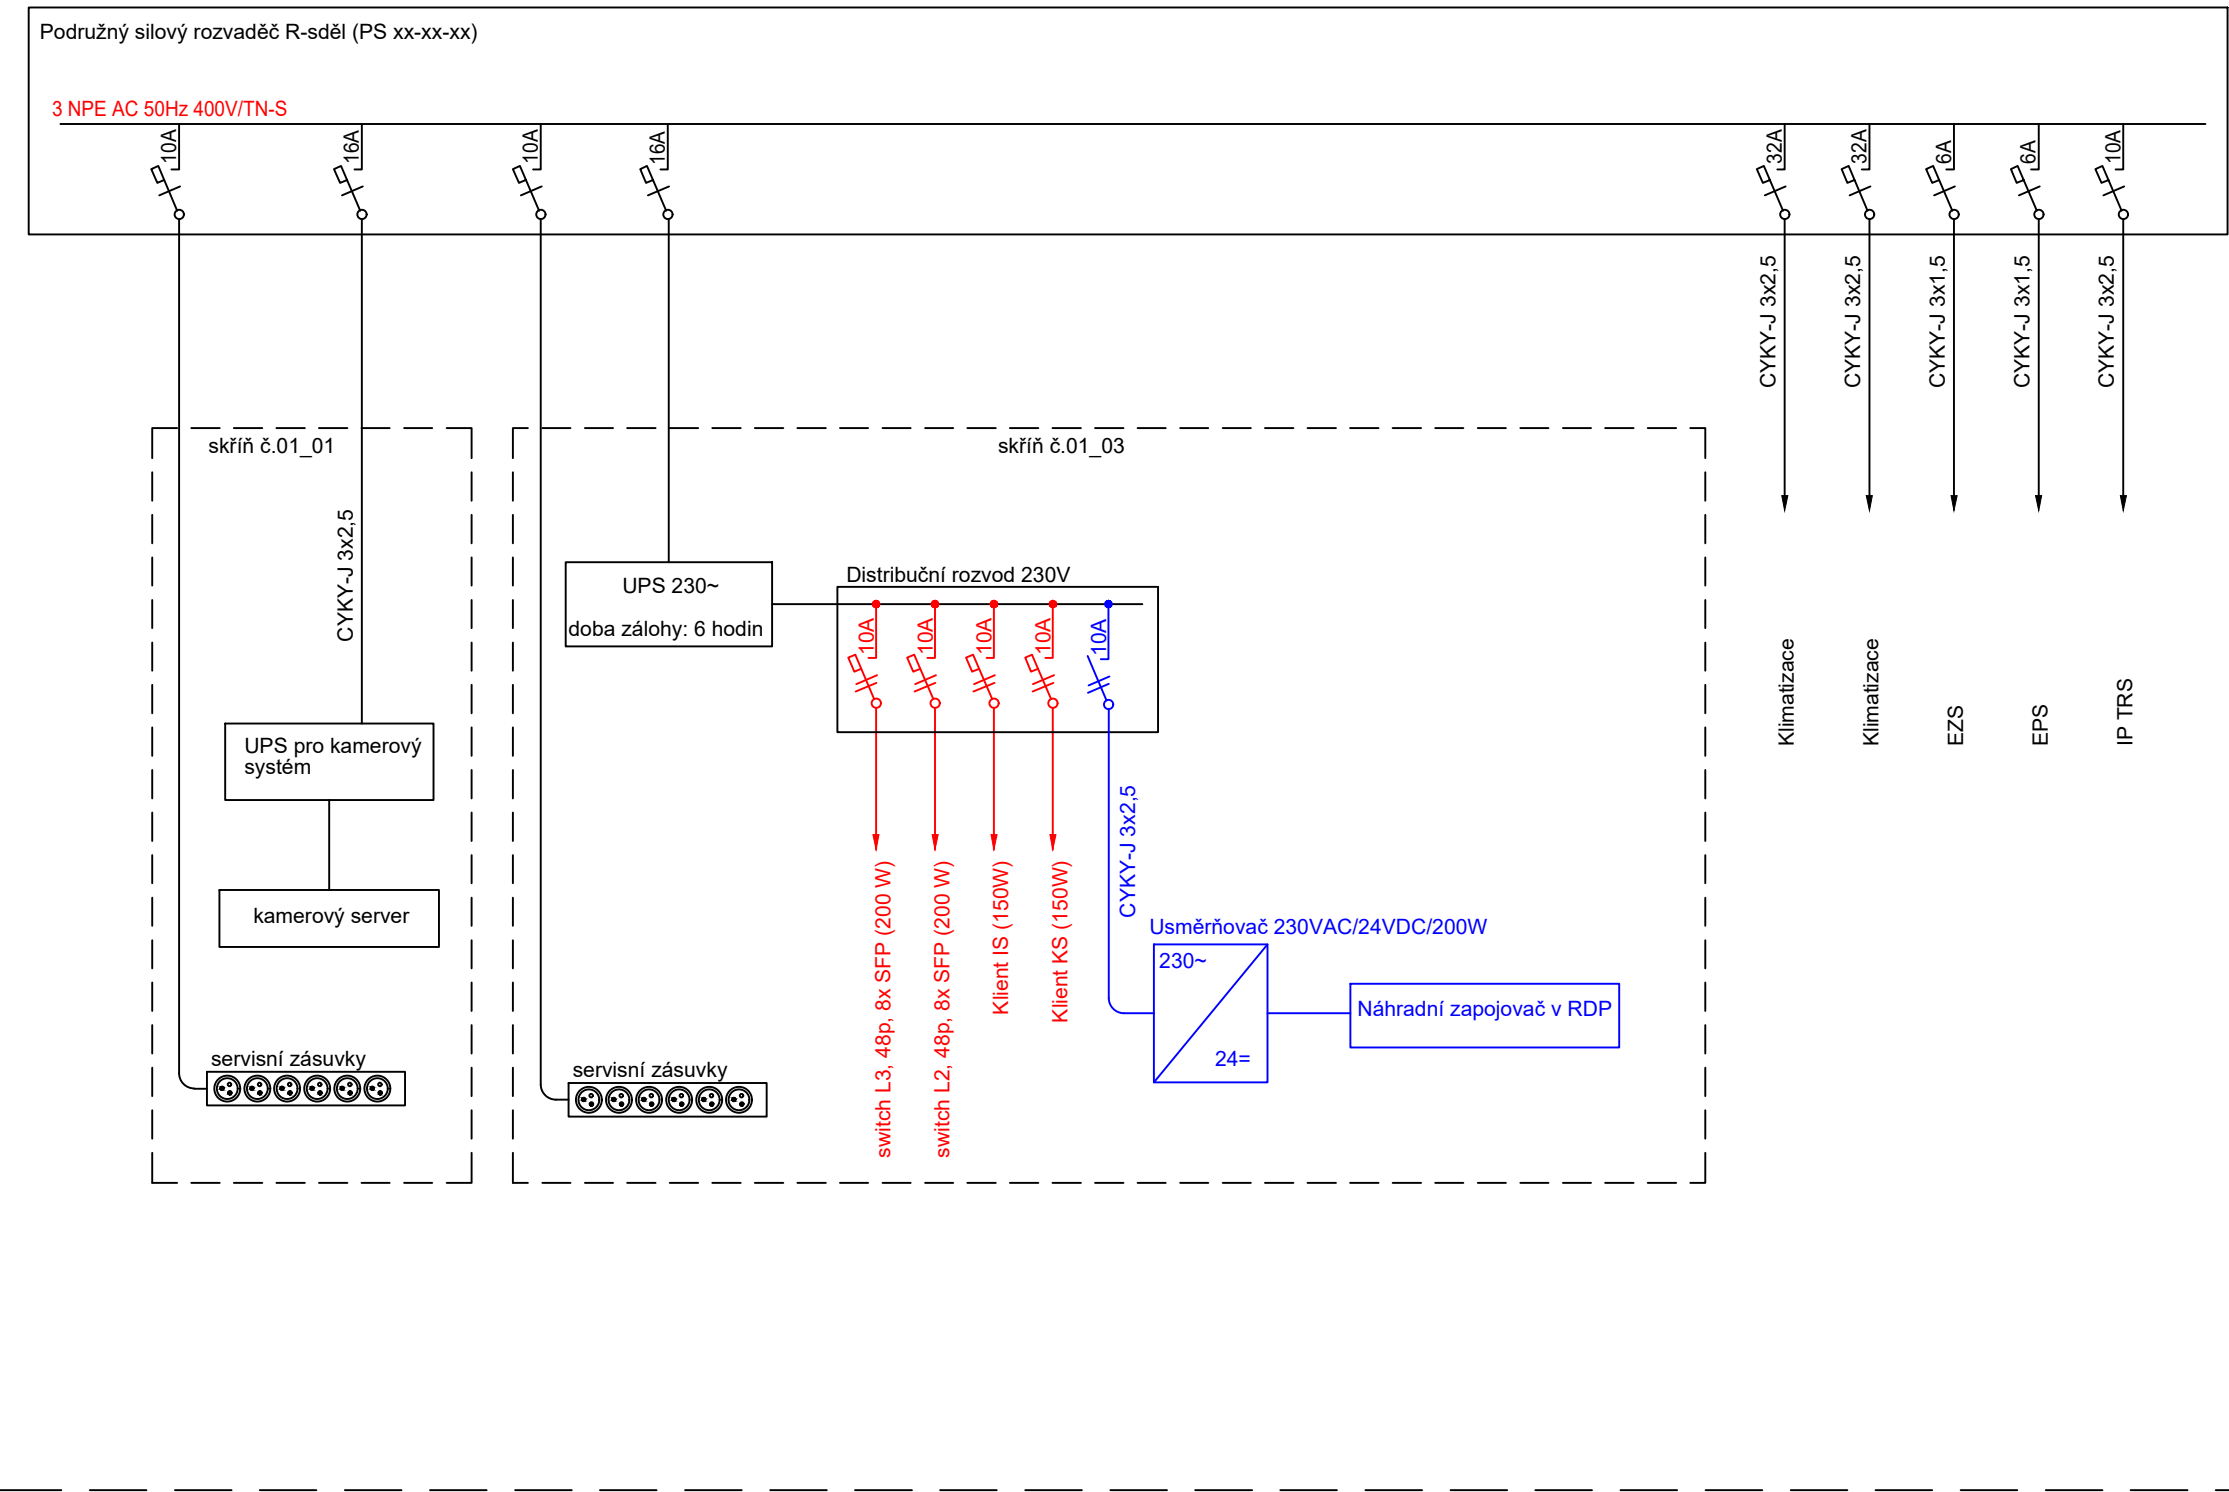 Podružný silový rozvaděč R-sděl (PS xx-xx-xx)
3 NPE AC 50Hz 400V/TN-S
10A
16A
10A
16A
32A
32A
6A
6A
10A
CYKY-J 3x2,5
CYKY-J 3x2,5
CYKY-J 3x1,5
CYKY-J 3x1,5
CYKY-J 3x2,5
skříň č.01_01
skříň č.01_03
CYKY-J 3x2,5
UPS 230~
doba zálohy: 6 hodin
Distribuční rozvod 230V
10A
10A
10A
10A
10A
Klimatizace
Klimatizace
EZS
EPS
IP TRS
UPS pro kamerový
systém
kamerový server
CYKY-J 3x2,5
switch L3, 48p, 8x SFP (200 W)
switch L2, 48p, 8x SFP (200 W)
Klient IS (150W)
Klient KS (150W)
Usměrňovač 230VAC/24VDC/200W
230~
24=
Náhradní zapojovač v RDP
servisní zásuvky
servisní zásuvky